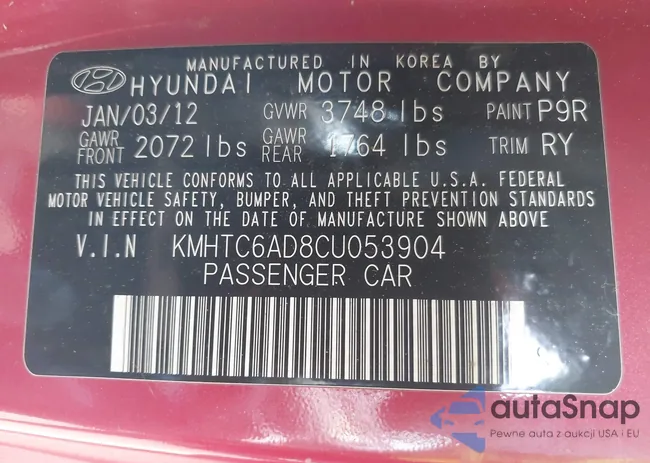 MANUFACTURED IN KOREA BY
HYUNDAI MOTOR COMPANY
JAN/03/12 GVWR 3748 lbs PAINT P9R
GAWR FRONT 2072 lbs GAWR REAR 1764 lbs TRIM RY
THIS VEHICLE CONFORMS TO ALL APPLICABLE U.S.A. FEDERAL
MOTOR VEHICLE SAFETY, BUMPER, AND THEFT PREVENTION STANDARDS
IN EFFECT ON THE DATE OF MANUFACTURE SHOWN ABOVE
V.I.N KMHTC6AD8CU053904
PASSENGER CAR
autaSnap
Pewne auta z aukcji USA i EU